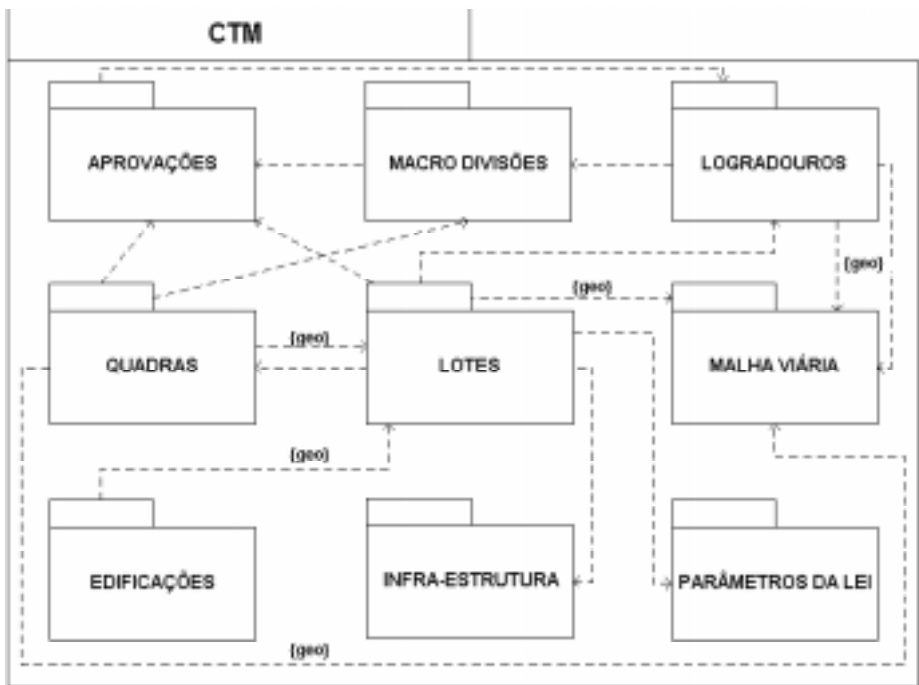 CTM
APROVAÇÕES
MACRO DIVISÕES
LOGRADOUROS
{geo}
{geo}
{geo}
QUADRAS
LOTES
MALHA VIÁRIA
{geo}
EDIFICAÇÕES
INFRA-ESTRUTURA
PARÂMETROS DA LEI
{geo}